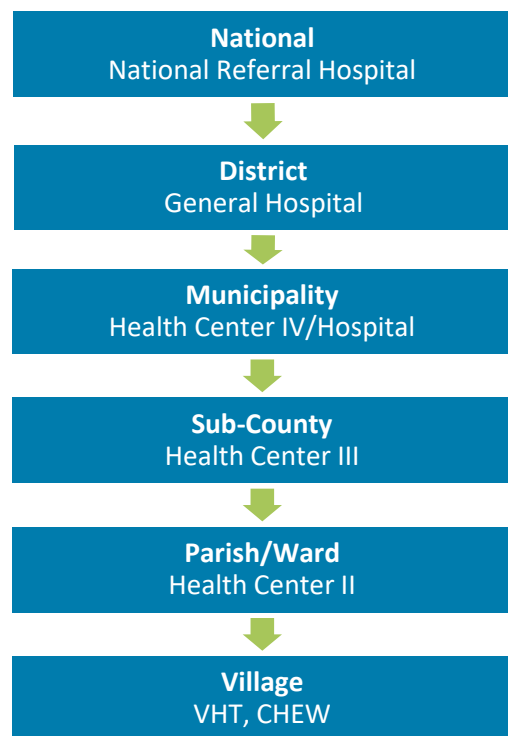 National
National Referral Hospital
District
General Hospital
Municipality
Health Center IV/Hospital
Sub-County
Health Center III
Parish/Ward
Health Center II
Village
VHT, CHEW